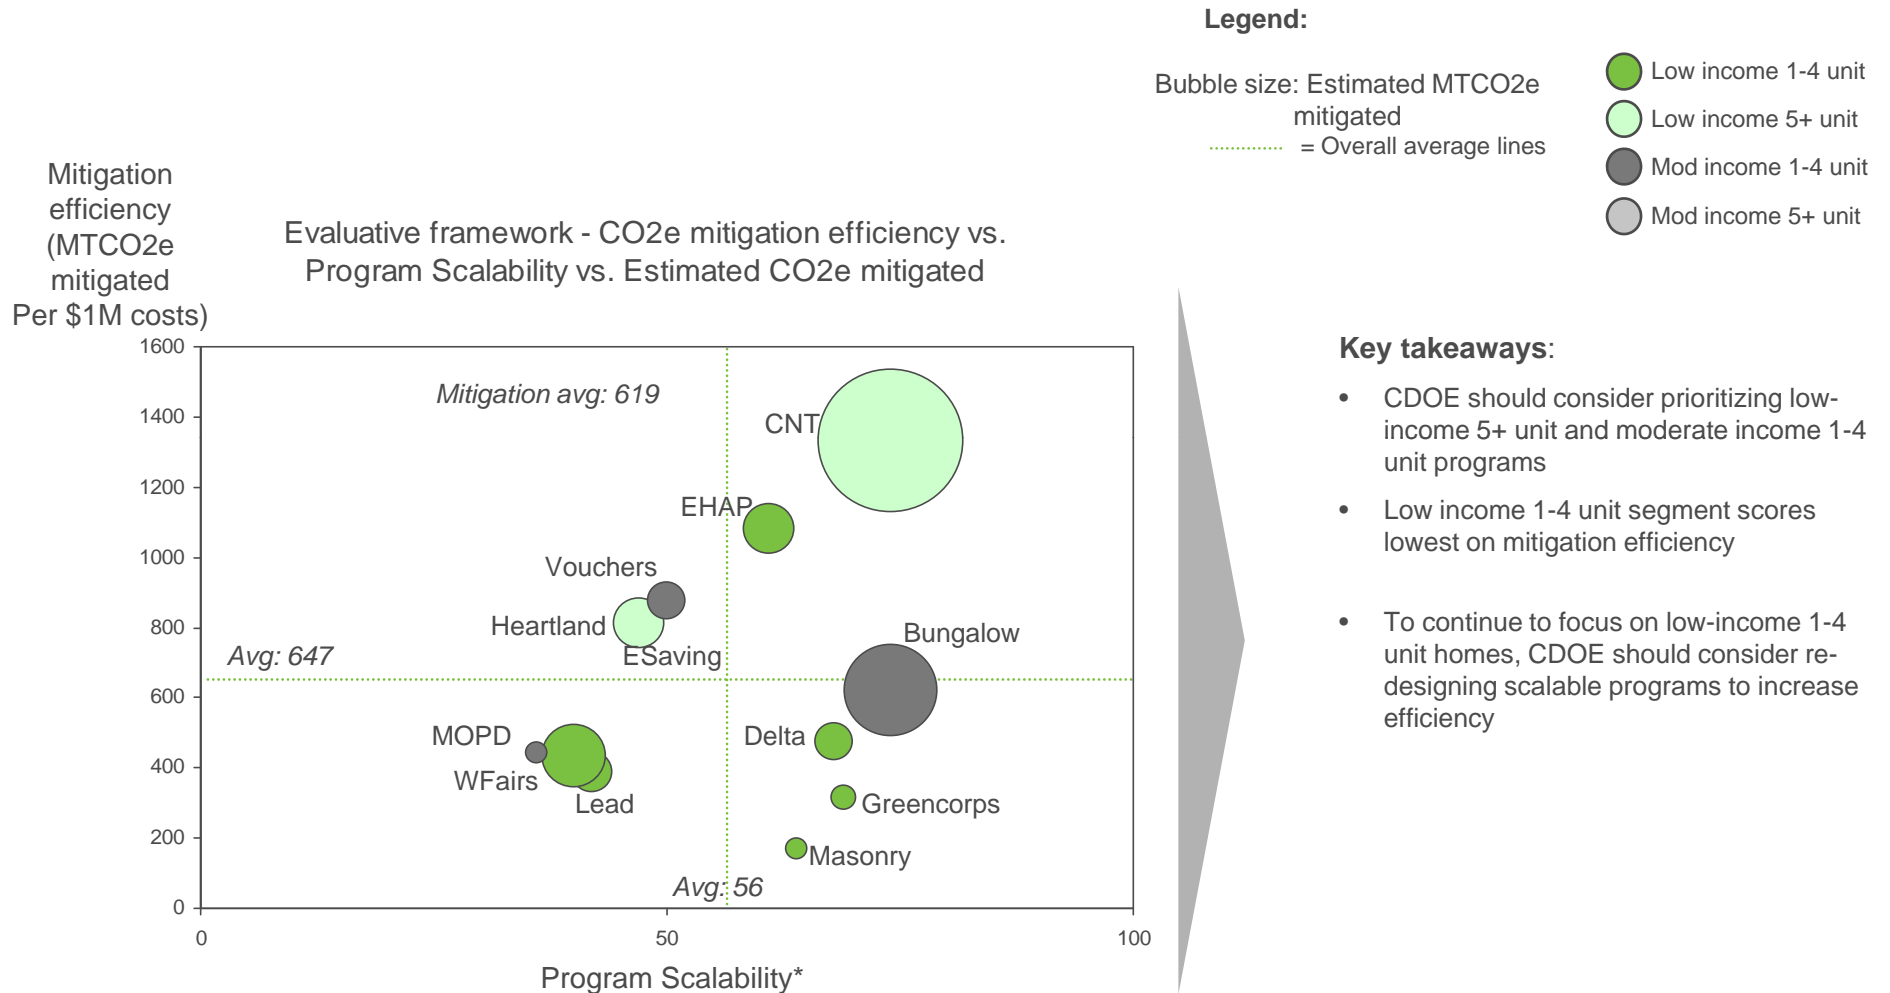 Legend:
Bubble size: Estimated MTCO2e
mitigated
= Overall average lines
Low income 1-4 unit
Low income 5+ unit
Mod income 1-4 unit
Mod income 5+ unit
Mitigation
efficiency
(MTCO2e
mitigated
Per $1M costs)
Evaluative framework - CO2e mitigation efficiency vs.
Program Scalability vs. Estimated CO2e mitigated
1600
1400
1200
1000
800
600
400
200
0
Mitigation avg: 619
CNT
EHAP
Vouchers
Heartland
ESaving
Bungalow
Avg: 647
MOPD
WFairs
Lead
Delta
Greencorps
Masonry
Avg: 56
0
50
100
Program Scalability*
Key takeaways:
• CDOE should consider prioritizing low-
income 5+ unit and moderate income 1-4
unit programs
• Low income 1-4 unit segment scores
lowest on mitigation efficiency
• To continue to focus on low-income 1-4
unit homes, CDOE should consider re-
designing scalable programs to increase
efficiency